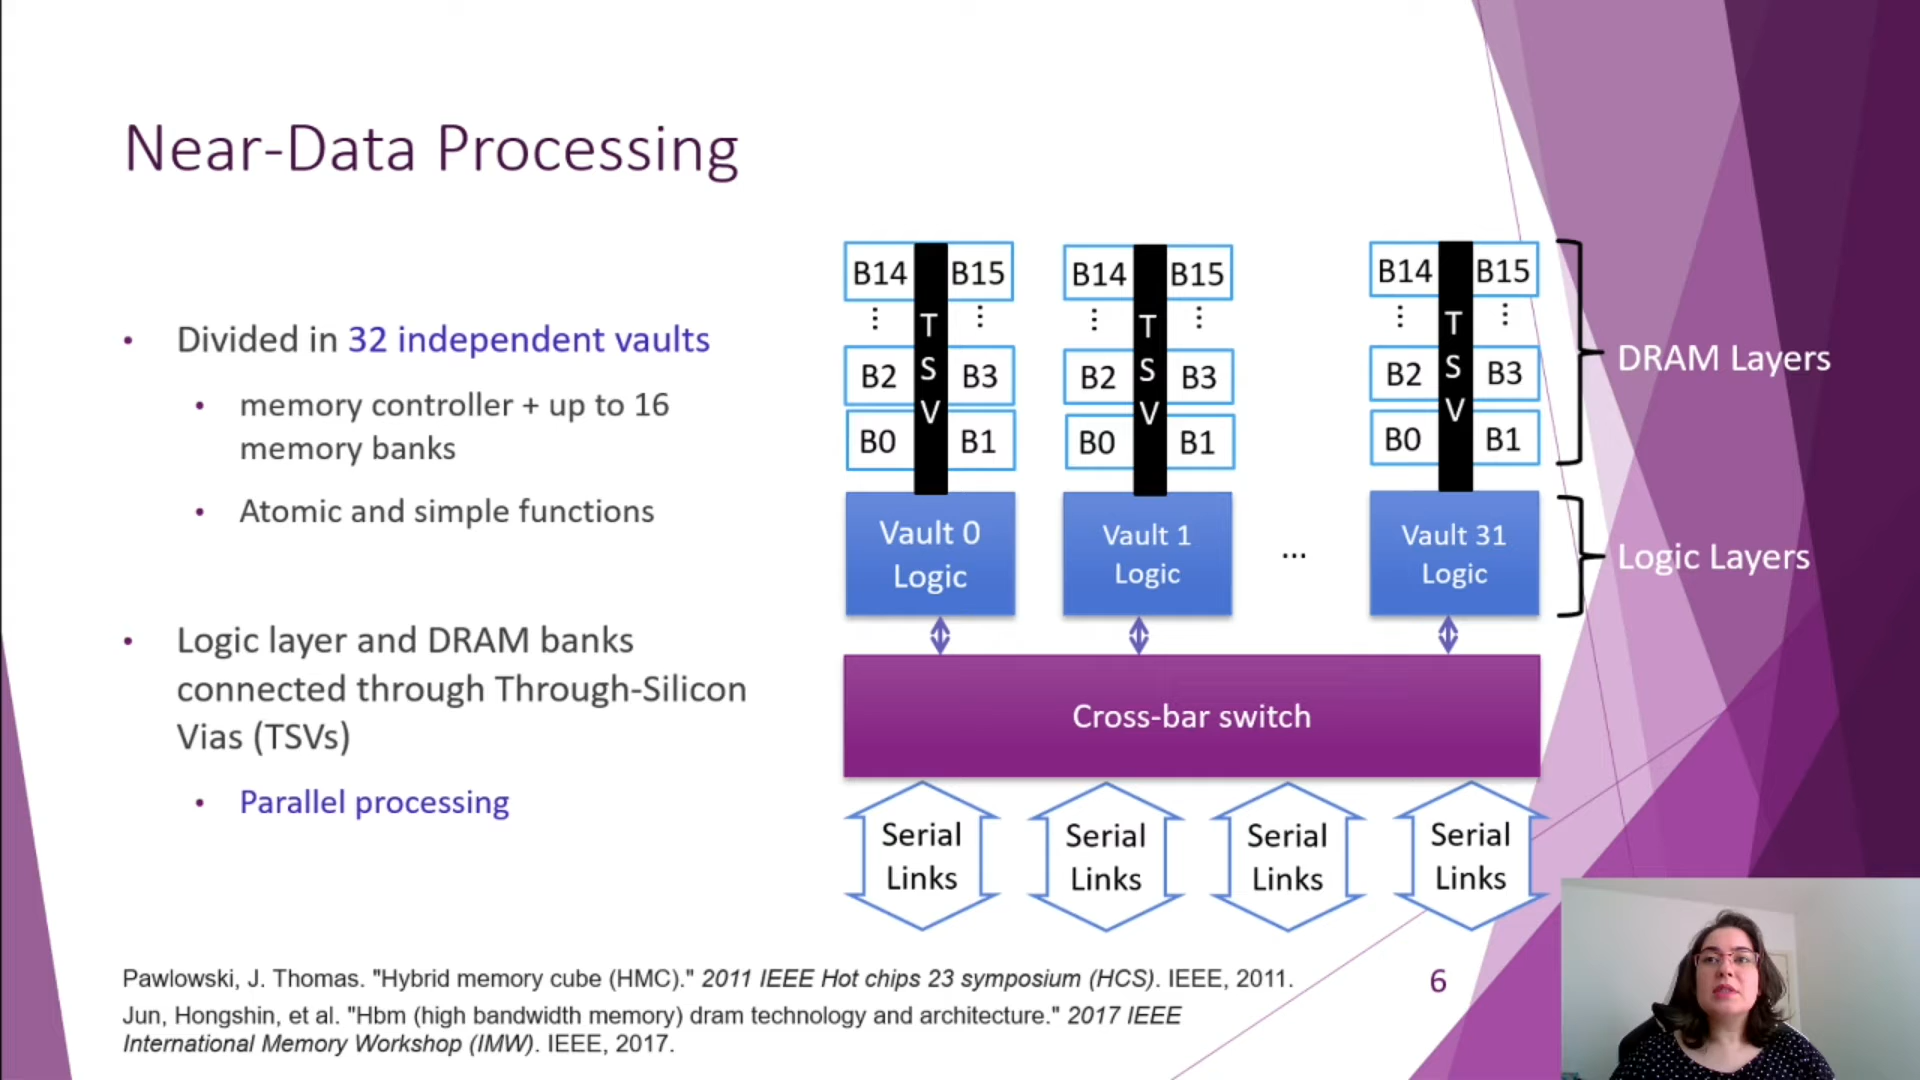 Near-Data Processing
• Divided in 32 independent vaults
• memory controller + up to 16
memory banks
• Atomic and simple functions
• Logic layer and DRAM banks
connected through Through-Silicon
Vias (TSVs)
• Parallel processing
B14 B15 B14 B15 B14 B15
⋮ ⋮ ⋮ ⋮ ⋮ ⋮
T T T
B2 S B3 B2 S B3 B2 S B3
V V V
B0 B1 B0 B1 B0 B1
DRAM Layers
Vault 0 Vault 1 Vault 31
Logic Logic ... Logic
Logic Layers
Cross-bar switch
Serial Serial Serial Serial
Links Links Links Links
Pawlowski, J. Thomas. "Hybrid memory cube (HMC)." 2011 IEEE Hot chips 23 symposium (HCS). IEEE, 2011.
Jun, Hongshin, et al. "Hbm (high bandwidth memory) dram technology and architecture." 2017 IEEE
International Memory Workshop (IMW). IEEE, 2017.
6